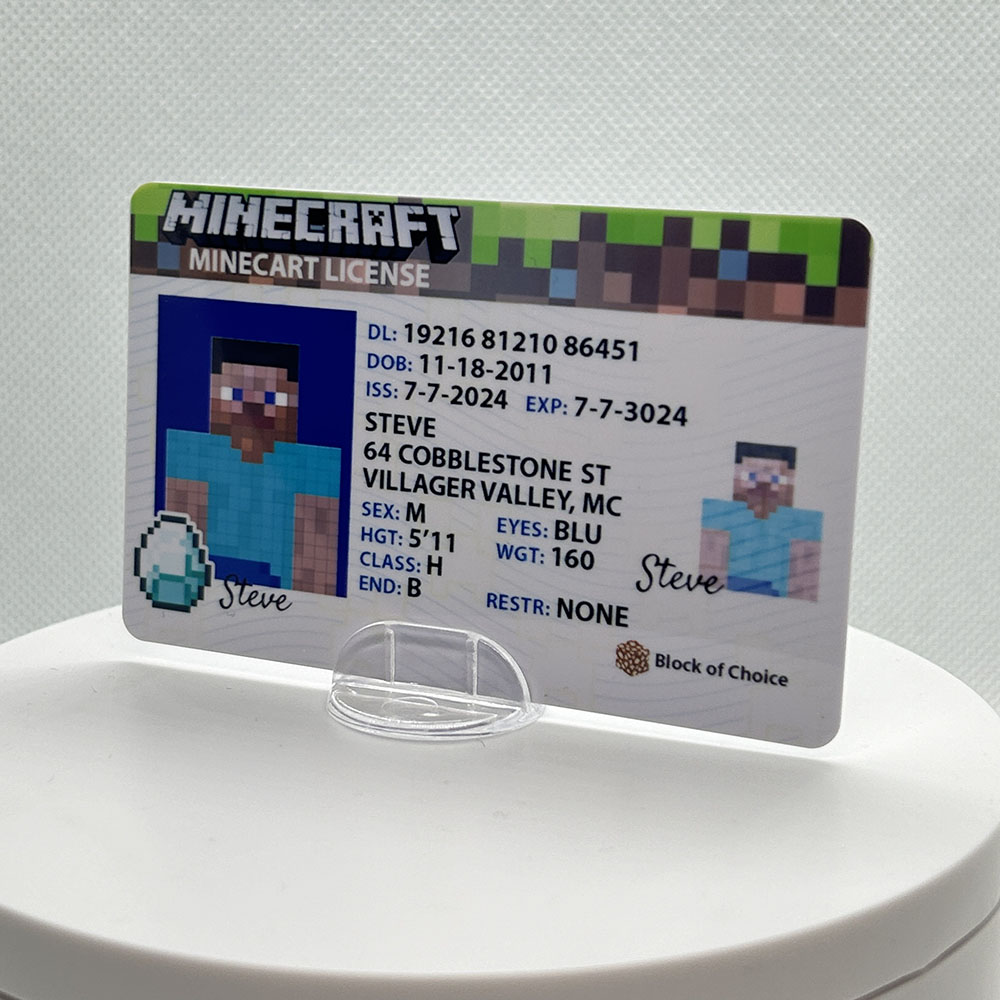 MINECRAFT
MINECART LICENSE
DL: 19216 81210 86451
DOB: 11-18-2011
ISS: 7-7-2024 EXP: 7-7-3024
STEVE
64 COBBLESTONE ST
VILLAGER VALLEY, MC
SEX: M EYES: BLU
HGT: 5'11 WGT: 160
CLASS: H
END: B RESTR: NONE
Steve
Steve
Block of Choice